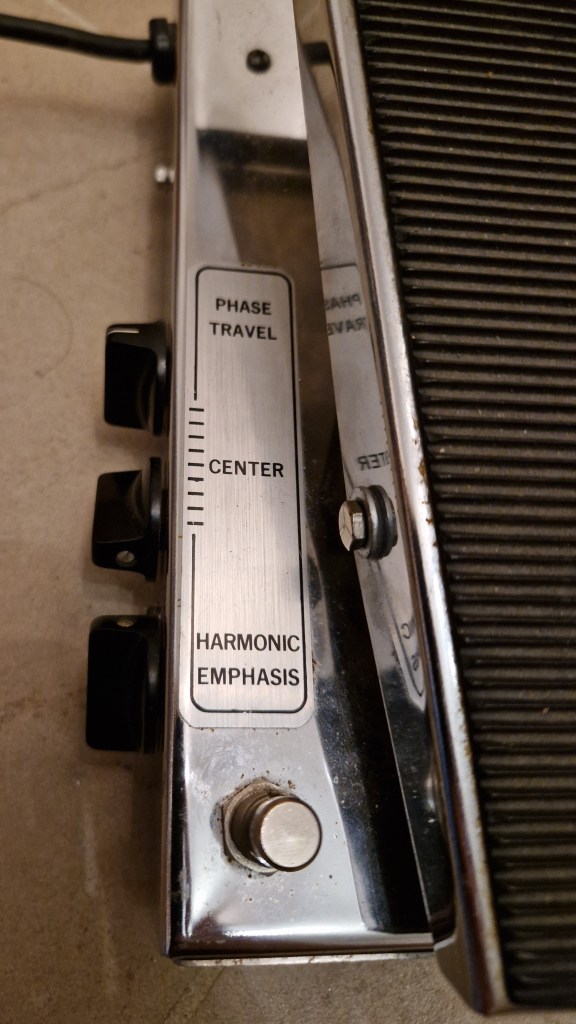 PHASE
TRAVEL
CENTER
HARMONIC
EMPHASIS